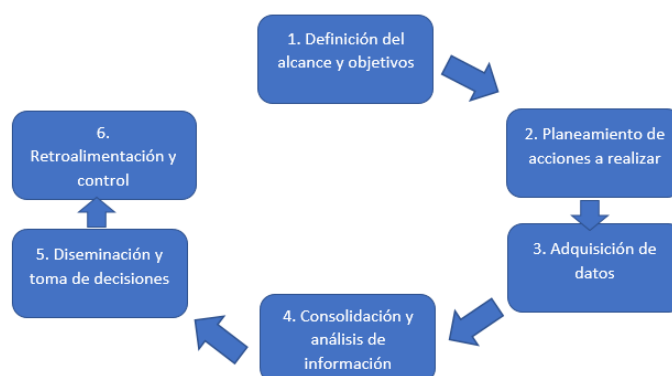 1. Definición del
alcance y objetivos
2. Planeamiento de
acciones a realizar
3. Adquisición de
datos
4. Consolidación y
análisis de
información
5. Diseminación y
toma de decisiones
6.
Retroalimentación y
control